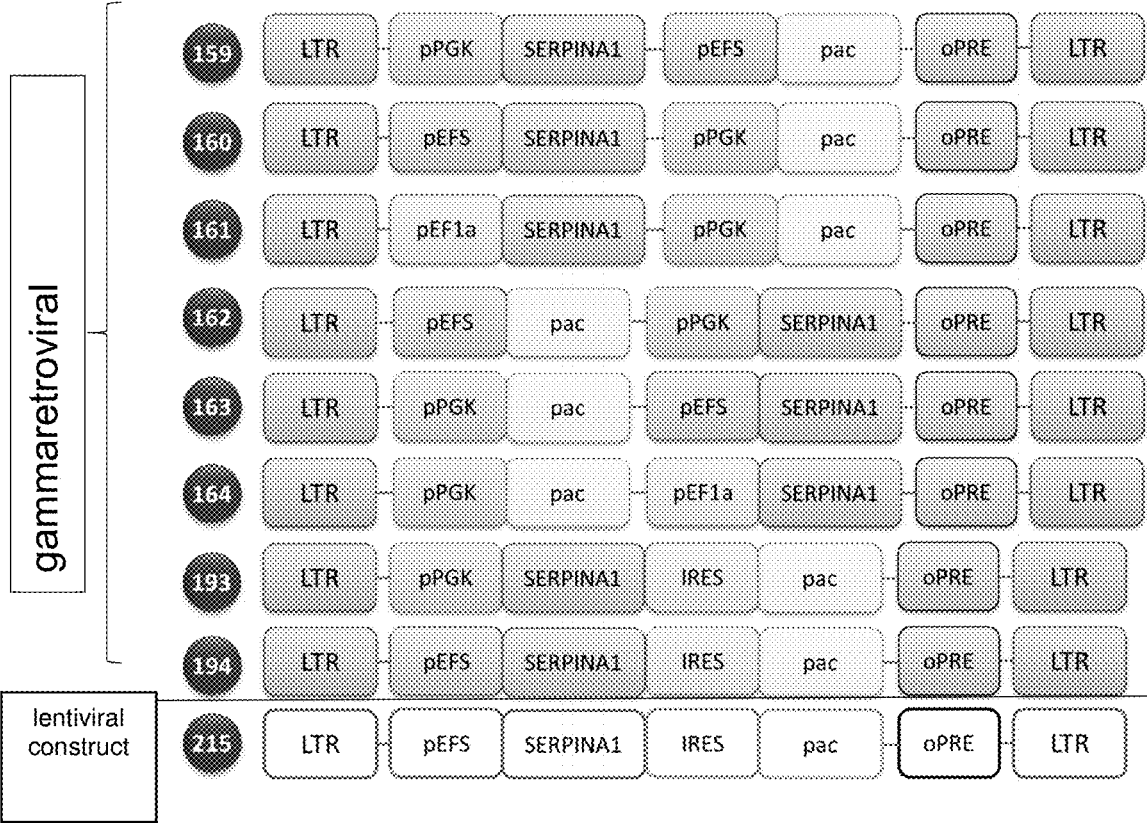 gammaretroviral
159 LTR pPGK SERPINA1 pEFS pac oPRE LTR
160 LTR pEFS SERPINA1 pPGK pac oPRE LTR
161 LTR pEF1a SERPINA1 pPGK pac oPRE LTR
162 LTR pEFS pac pPGK SERPINA1 oPRE LTR
163 LTR pPGK pac pEFS SERPINA1 oPRE LTR
164 LTR pPGK pac pEF1a SERPINA1 oPRE LTR
193 LTR pPGK SERPINA1 IRES pac oPRE LTR
194 LTR pEFS SERPINA1 IRES pac oPRE LTR
lentiviral
construct
215 LTR pEFS SERPINA1 IRES pac oPRE LTR